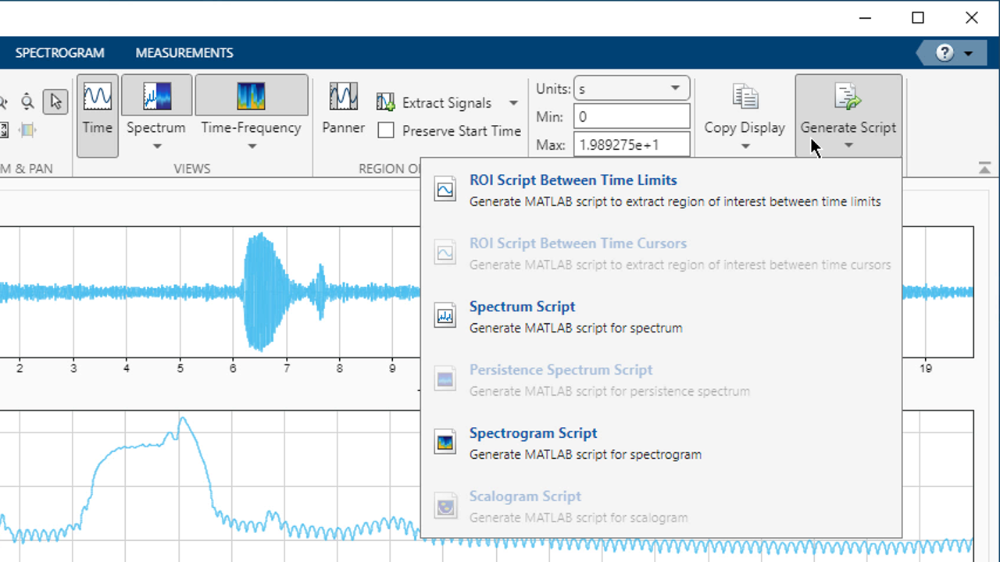 SPECTROGRAM MEASUREMENTS ?
Time Spectrum Time-Frequency Panner Extract Signals
Preserve Start Time
Units: s
Min: 0
Max: 1.989275e+1
Copy Display Generate Script
M & PAN VIEWS REGION O
ROI Script Between Time Limits
Generate MATLAB script to extract region of interest between time limits
ROI Script Between Time Cursors
Generate MATLAB script to extract region of interest between time cursors
Spectrum Script
Generate MATLAB script for spectrum
Persistence Spectrum Script
Generate MATLAB script for persistence spectrum
Spectrogram Script
Generate MATLAB script for spectrogram
Scalogram Script
Generate MATLAB script for scalogram
2 3 4 5 6 7 8 9 19